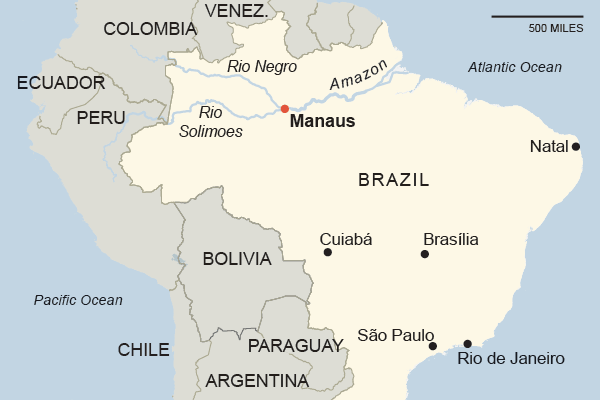 VENEZ.
COLOMBIA
500 MILES
Rio Negro
Amazon
Atlantic Ocean
ECUADOR
PERU
Rio
Solimoes
Manaus
Natal
BRAZIL
Cuiabá
Brasília
BOLIVIA
Pacific Ocean
São Paulo
CHILE
PARAGUAY
Rio de Janeiro
ARGENTINA